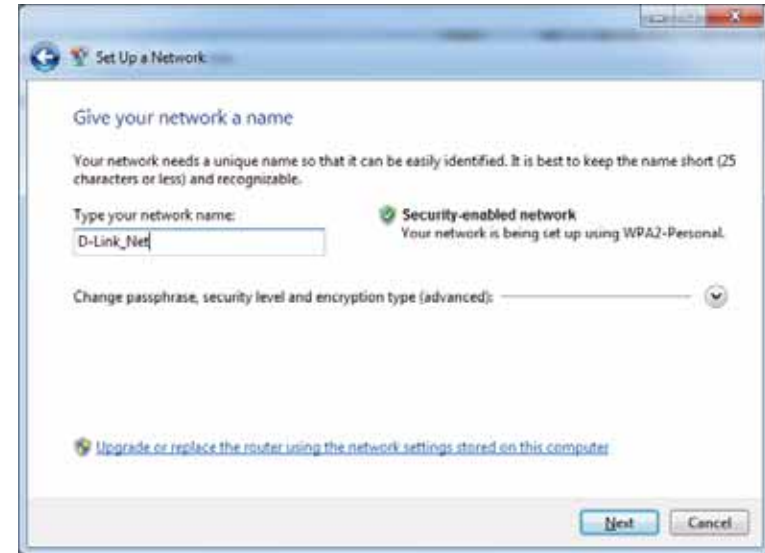 Set Up a Network
Give your network a name
Your network needs a unique name so that it can be easily identified. It is best to keep the name short (25
characters or less) and recognizable.
Type your network name:
Security-enabled network
D-Link_Net
Your network is being set up using WPA2-Personal.
Change passphrase, security level and encryption type (advanced):
Upgrade or replace the router using the network settings stored on this computer
Next
Cancel